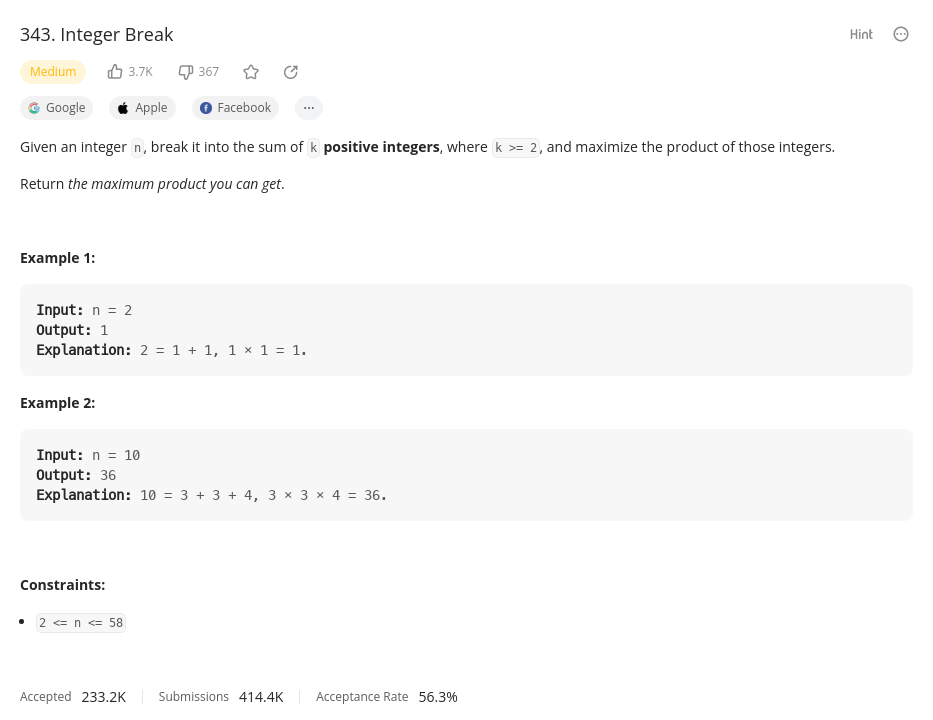 343. Integer Break
Hint
Medium 3.7K 367
Google Apple Facebook ...
Given an integer n, break it into the sum of k positive integers, where k >= 2, and maximize the product of those integers.
Return the maximum product you can get.
Example 1:
Input: n = 2
Output: 1
Explanation: 2 = 1 + 1, 1 × 1 = 1.
Example 2:
Input: n = 10
Output: 36
Explanation: 10 = 3 + 3 + 4, 3 × 3 × 4 = 36.
Constraints:
2 <= n <= 58
Accepted 233.2K Submissions 414.4K Acceptance Rate 56.3%